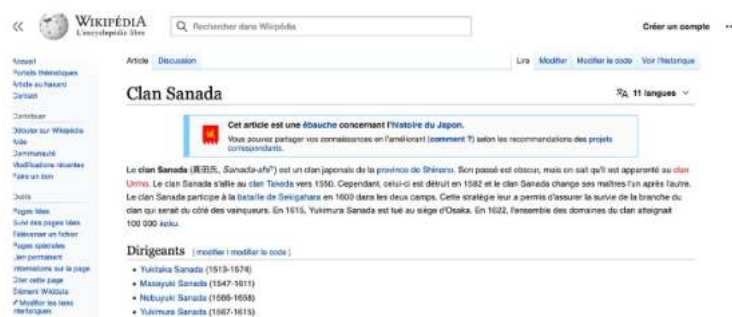 WIKIPÉDIA
L'encyclopédie libre
Rechercher dans Wikipédia
Créer un compte
Accueil
Portails thématiques
Article au hasard
Contact
Contribuer
Débuter sur Wikipédia
Aide
Communauté
Modifications récentes
Faire un don
Outils
Pages liées
Suivi des pages liées
Téléverser un fichier
Pages spéciales
Lien permanent
Informations sur la page
Citer cette page
Élément Wikidata
Modifier les liens
interlangues
Article Discussion
Lire Modifier Modifier le code Voir l'historique
Clan Sanada
11 langues
Cet article est une ébauche concernant l'histoire du Japon.
Vous pouvez partager vos connaissances en l'améliorant (comment ?) selon les recommandations des projets
correspondants.
Le clan Sanada (真田氏, Sanada-shi) est un clan japonais de la province de Shinano. Son passé est obscur, mais on sait qu'il est apparenté au clan
Unno. Le clan Sanada s'allie au clan Takeda vers 1550. Cependant, celui-ci est détruit en 1582 et le clan Sanada change ses maîtres l'un après l'autre.
Le clan Sanada participe à la bataille de Sekigahara en 1600 dans les deux camps. Cette stratégie leur a permis d'assurer la survie de la branche du
clan qui serait du côté des vainqueurs. En 1615, Yukimura Sanada est tué au siège d'Osaka. En 1622, l'ensemble des domaines du clan atteignait
100 000 koku.
Dirigeants [ modifier | modifier le code ]
• Yukitaka Sanada (1513-1574)
• Masayuki Sanada (1547-1611)
• Nobuyuki Sanada (1566-1658)
• Yukimura Sanada (1567-1615)